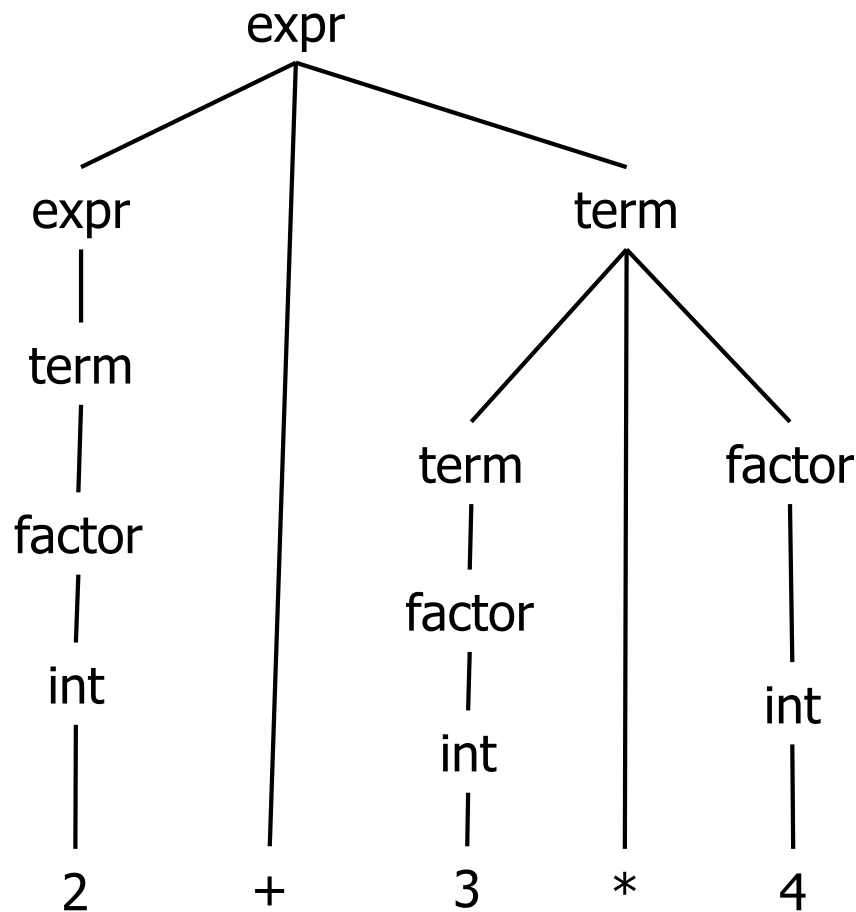 expr
expr term
term
term factor
factor
factor
int
int
int
2 + 3 * 4